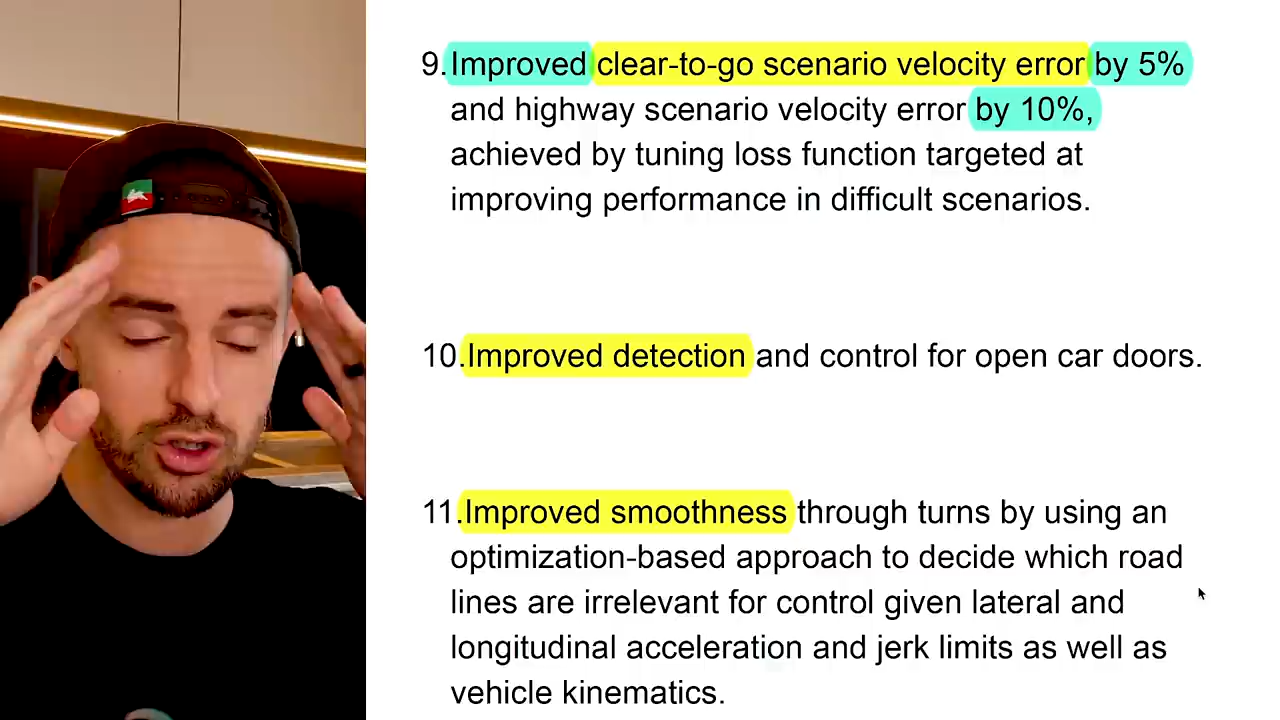 9. Improved clear-to-go scenario velocity error by 5%
and highway scenario velocity error by 10%,
achieved by tuning loss function targeted at
improving performance in difficult scenarios.
10. Improved detection and control for open car doors.
11. Improved smoothness through turns by using an
optimization-based approach to decide which road
lines are irrelevant for control given lateral and
longitudinal acceleration and jerk limits as well as
vehicle kinematics.